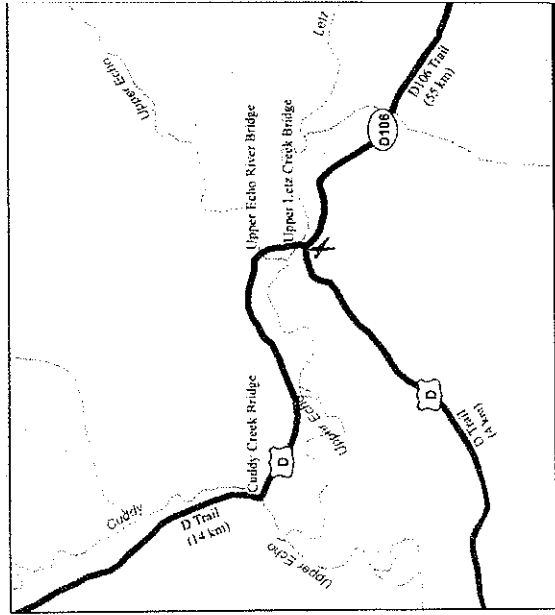 Letz
Upper Echo
D106 Trail
(55 km)
D106
Upper Echo River Bridge
Upper Letz Creek Bridge
Cuddy Creek Bridge
Upper Echo
D
D
D Trail
(4 km)
Cuddy
D Trail
(14 km)
Upper Echo